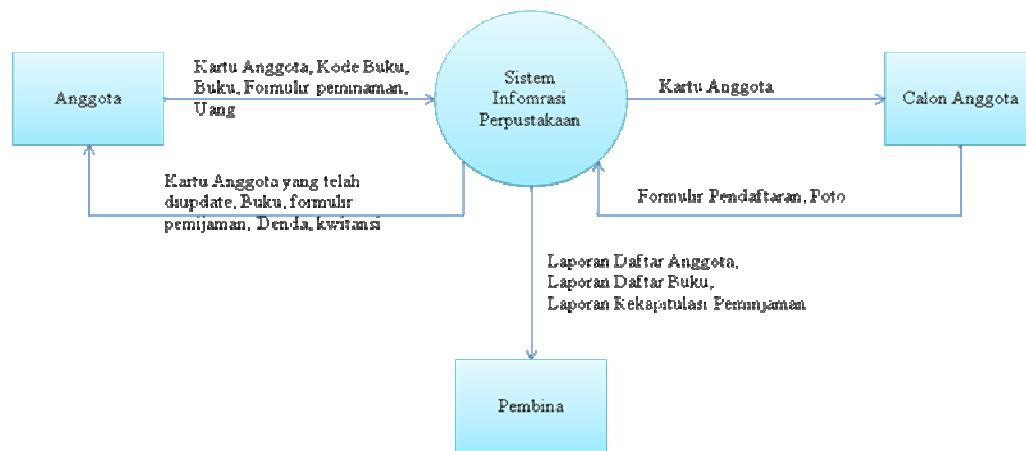 Anggota
Kartu Anggota, Kode Buku,
Buku, Formulir peminaman,
Uang
Sistem
Infomrasi
Perpustakaan
Kartu Anggota
Calon Anggota
Kartu Anggota yang telah
diupdate, Buku, formulir
pemijaman, Denda, kwitansi
Formulir Pendaftaran, Foto
Laporan Daftar Anggota,
Laporan Daftar Buku,
Laporan Rekapitulasi Peminjaman
Pembina